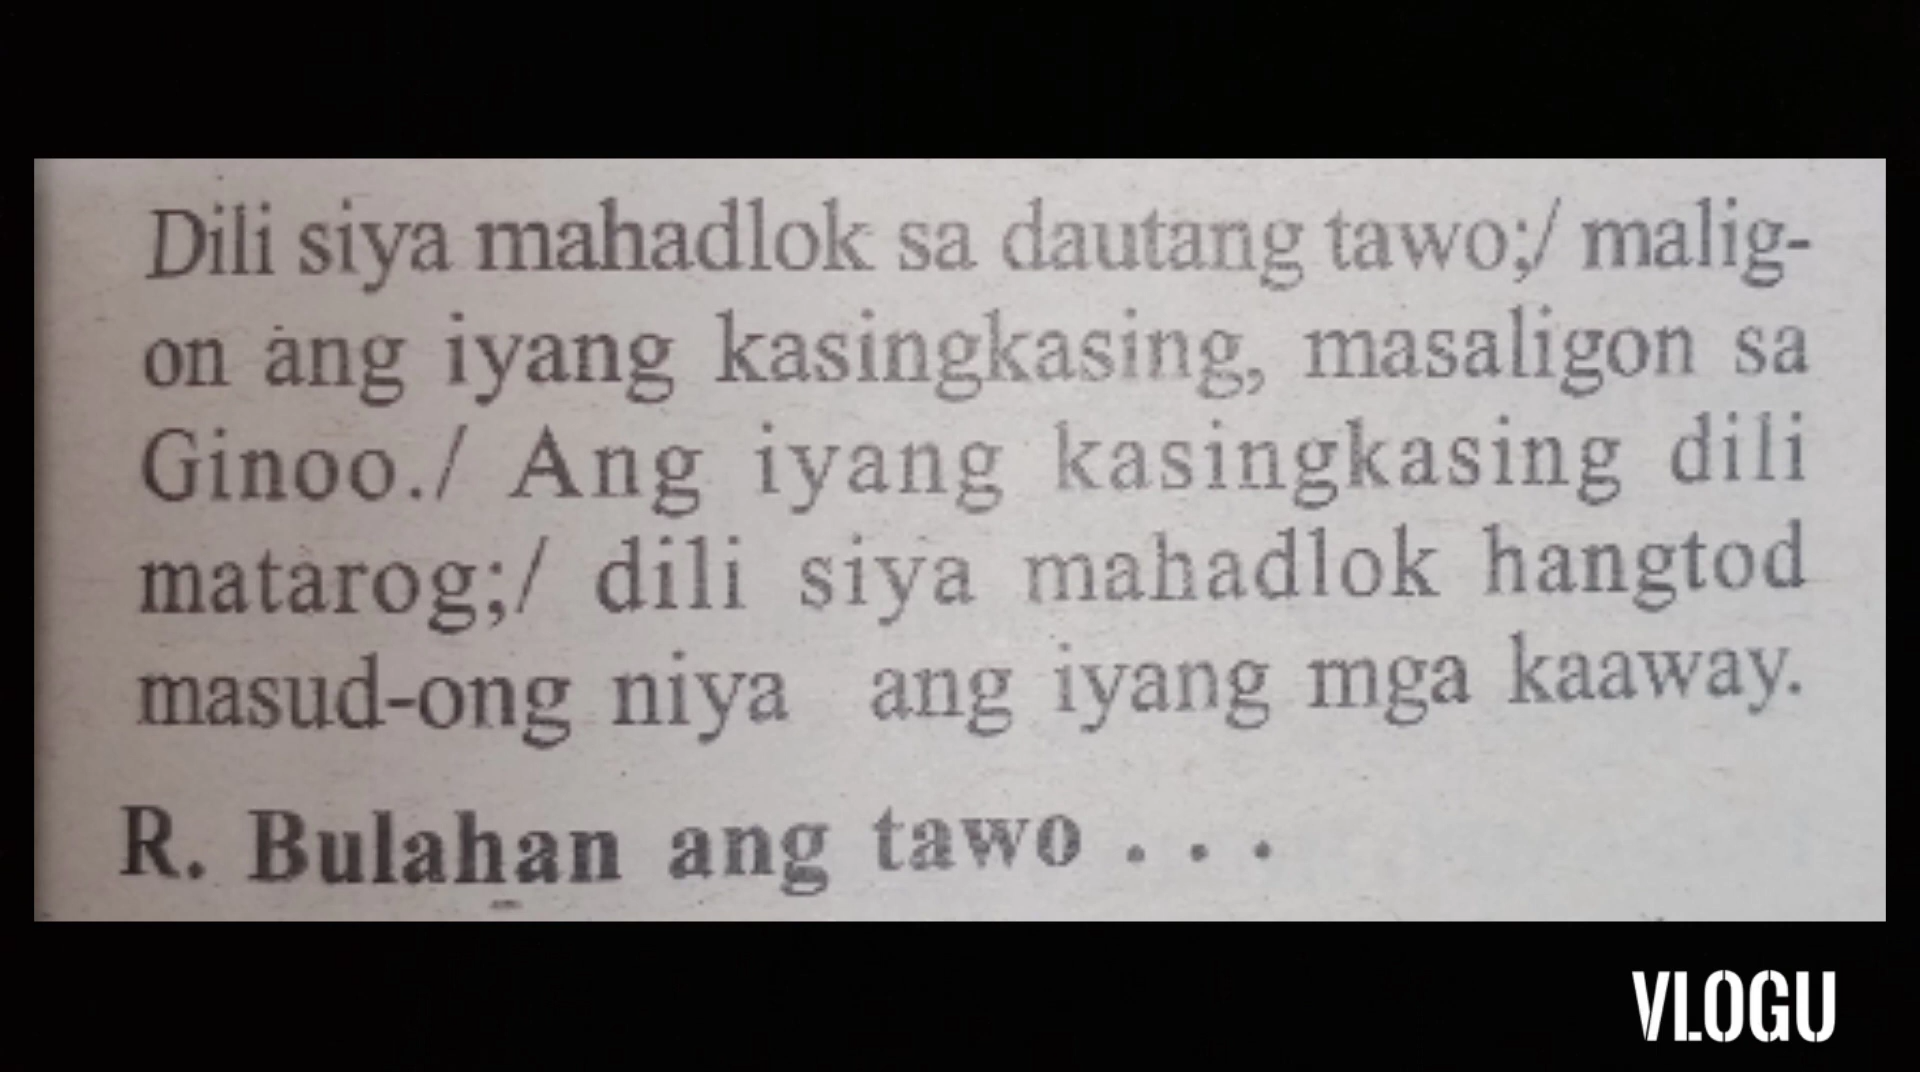 Dili siya mahadlok sa dautang tawo;/ malig-
on ang iyang kasingkasing, masaligon sa
Ginoo./ Ang iyang kasingkasing dili
matarog;/ dili siya mahadlok hangtod
masud-ong niya ang iyang mga kaaway.
R. Bulahan ang tawo . . .
VLOGU